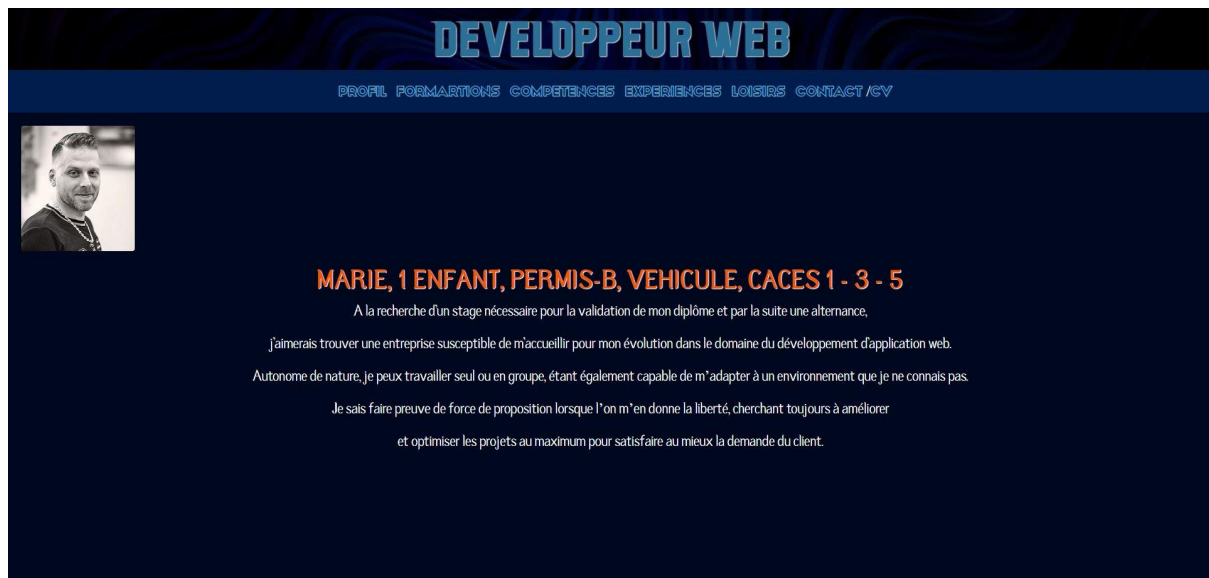 DEVELOPPEUR WEB
PROFIL FORMARTIONS COMPETENCES EXPERIENCES LOISIRS CONTACT /CV
MARIE, 1 ENFANT, PERMIS-B, VEHICULE, CACES 1 - 3 - 5
A la recherche d'un stage nécessaire pour la validation de mon diplôme et par la suite une alternance,
j'aimerais trouver une entreprise susceptible de m'accueillir pour mon évolution dans le domaine du développement d'application web.
Autonome de nature, je peux travailler seul ou en groupe, étant également capable de m’adapter à un environnement que je ne connais pas.
Je sais faire preuve de force de proposition lorsque l’on m’en donne la liberté, cherchant toujours à améliorer
et optimiser les projets au maximum pour satisfaire au mieux la demande du client.